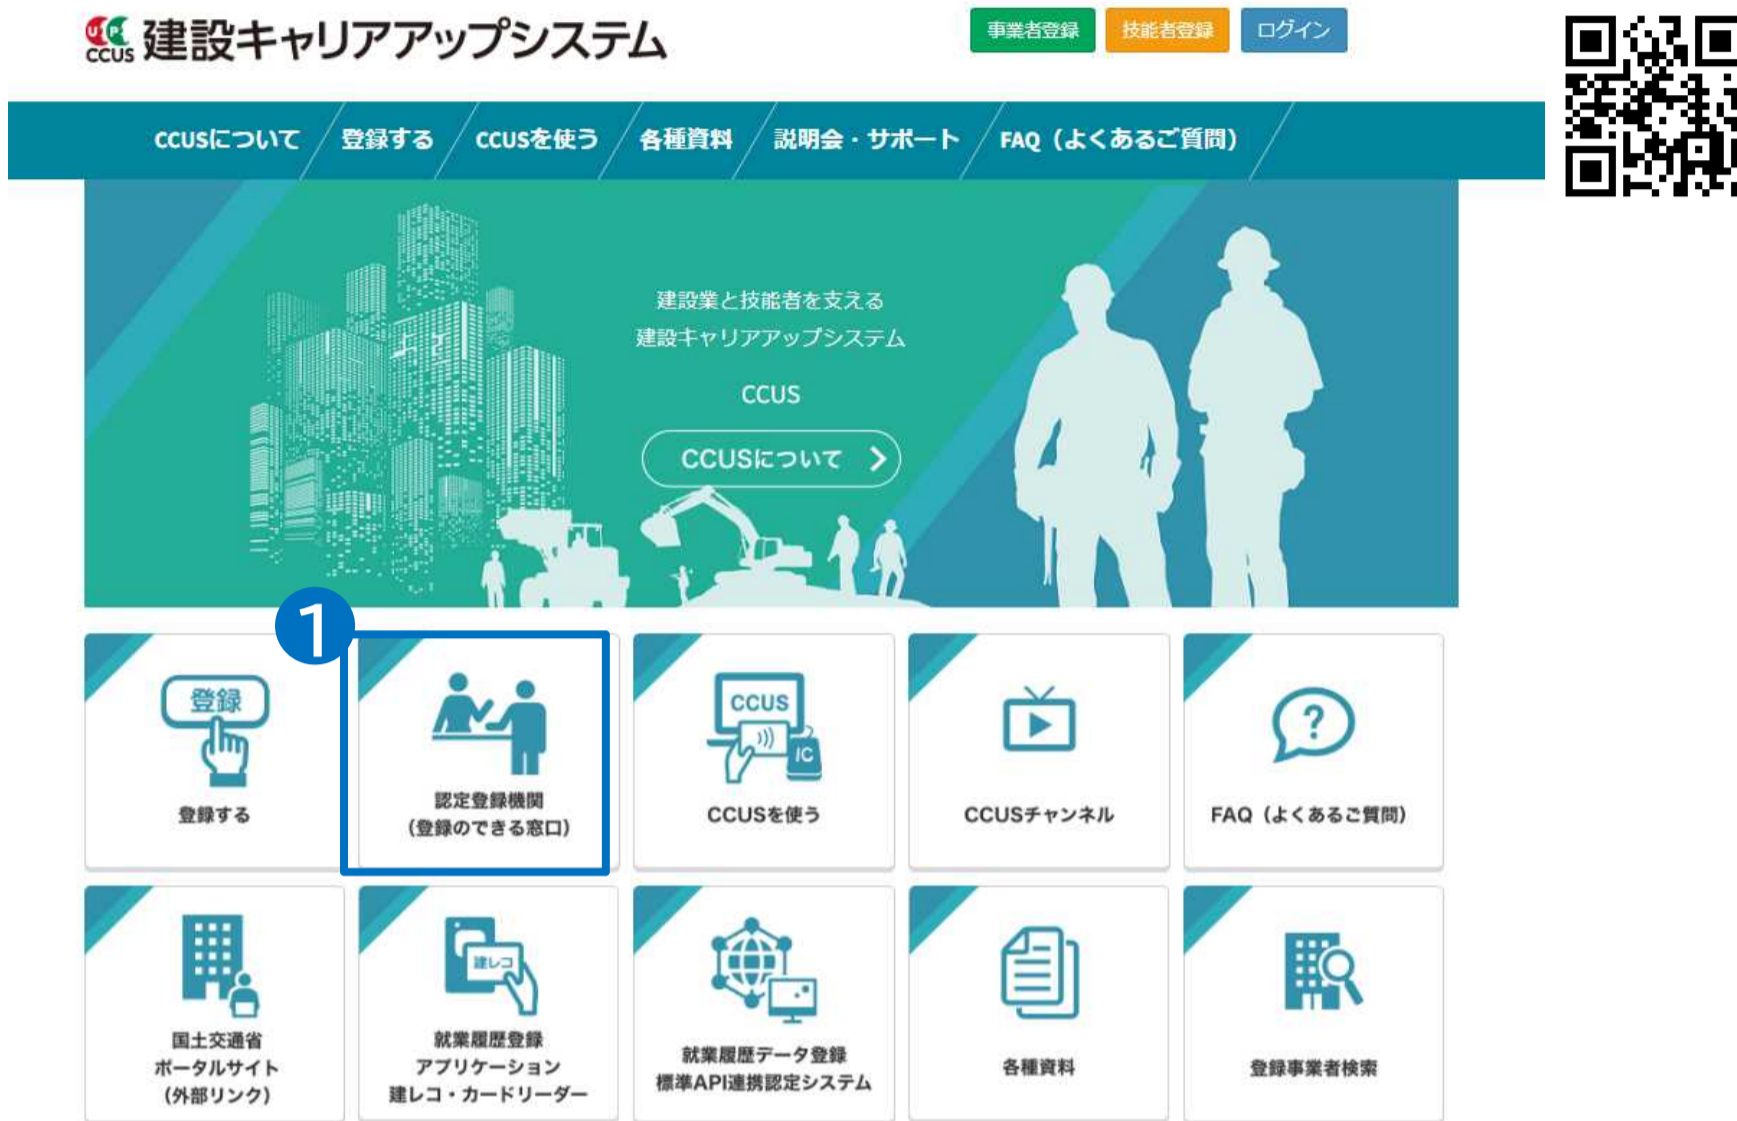 UP
CCUS
建設キャリアアップシステム
事業者登録
技能者登録
ログイン
CCUSについて
登録する
CCUSを使う
各種資料
説明会・サポート
FAQ（よくあるご質問）
建設業と技能者を支える
建設キャリアアップシステム
CCUS
CCUSについて
1
登録
登録する
認定登録機関
（登録のできる窓口）
CCUS
IC
CCUSを使う
CCUSチャンネル
?
FAQ（よくあるご質問）
国土交通省
ポータルサイト
（外部リンク）
建レコ
就業履歴登録
アプリケーション
建レコ・カードリーダー
就業履歴データ登録
標準API連携認定システム
各種資料
登録事業者検索